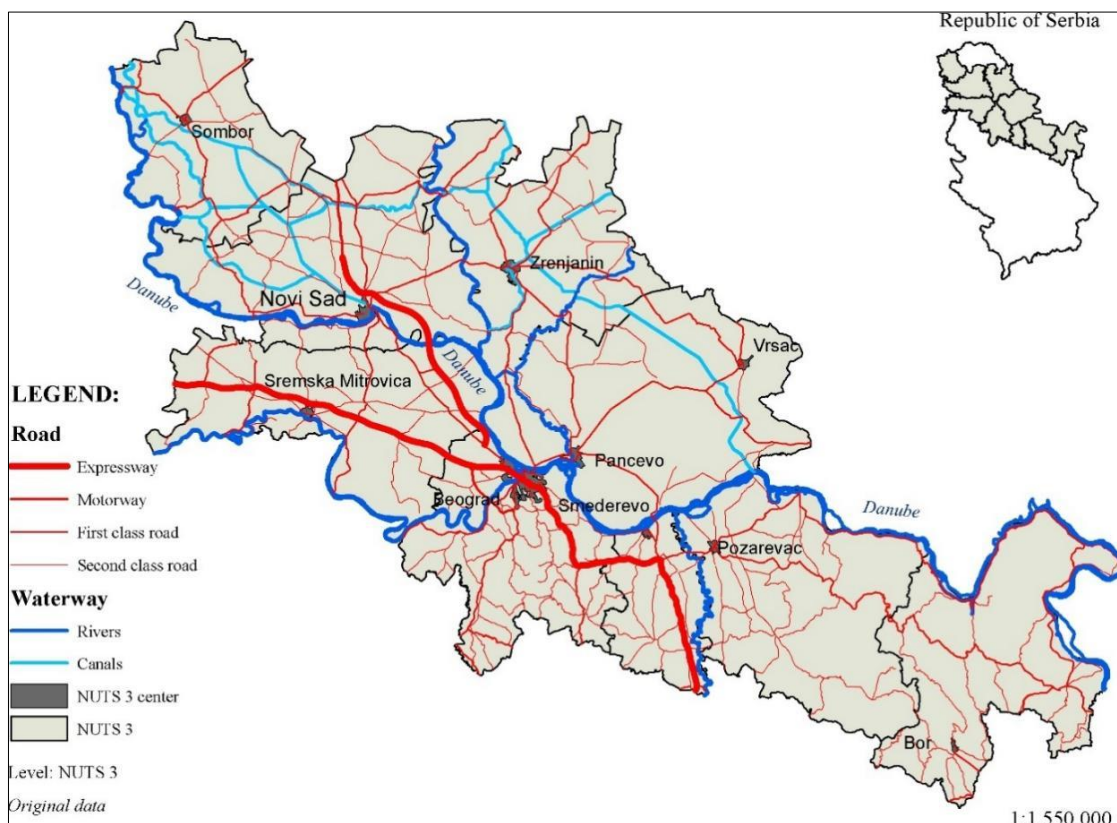 Republic of Serbia
Sombor
Zrenjanin
Danube
Novi Sad
Vrsac
Danube
Sremska Mitrovica
LEGEND:
Road
Expressway
Motorway
First class road
Second class road
Waterway
Rivers
Canals
NUTS 3 center
NUTS 3
Level: NUTS 3
Original data
Pancevo
Beograd
Smederevo
Danube
Pozarevac
Bor
1:1 550 000